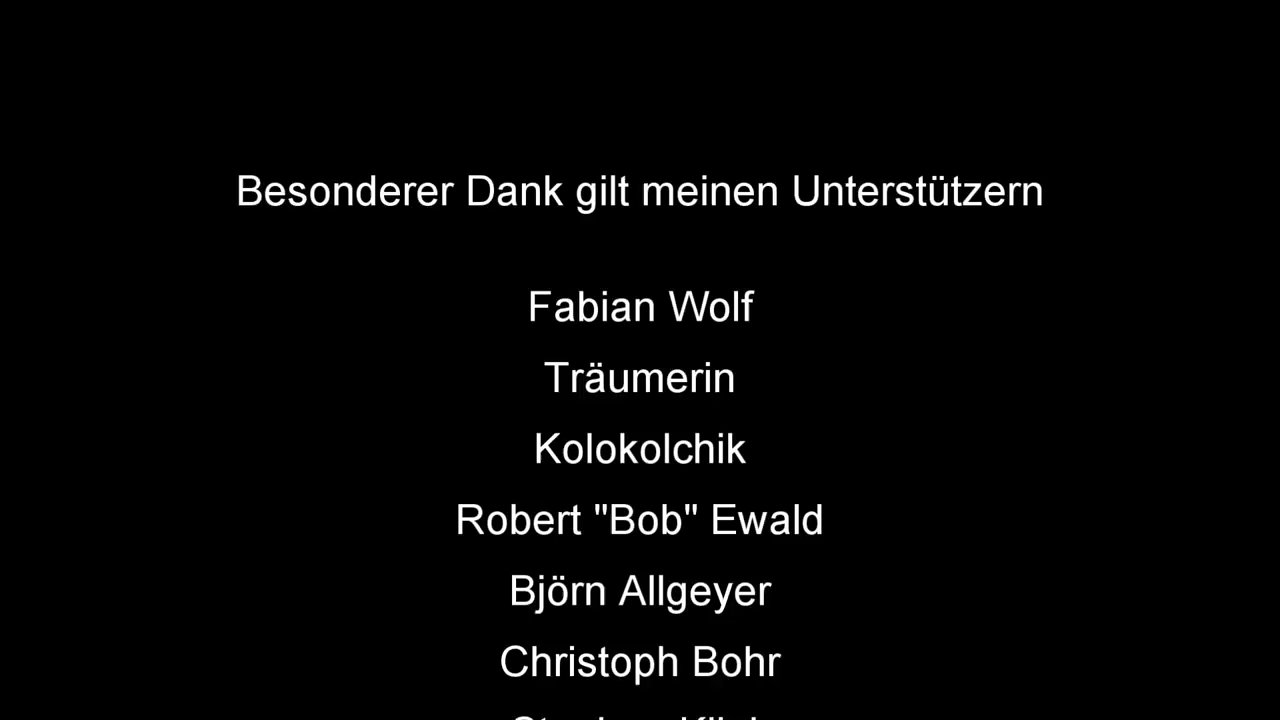 Besonderer Dank gilt meinen Unterstützern
Fabian Wolf
Träumerin
Kolokolchik
Robert "Bob" Ewald
Björn Allgeyer
Christoph Bohr